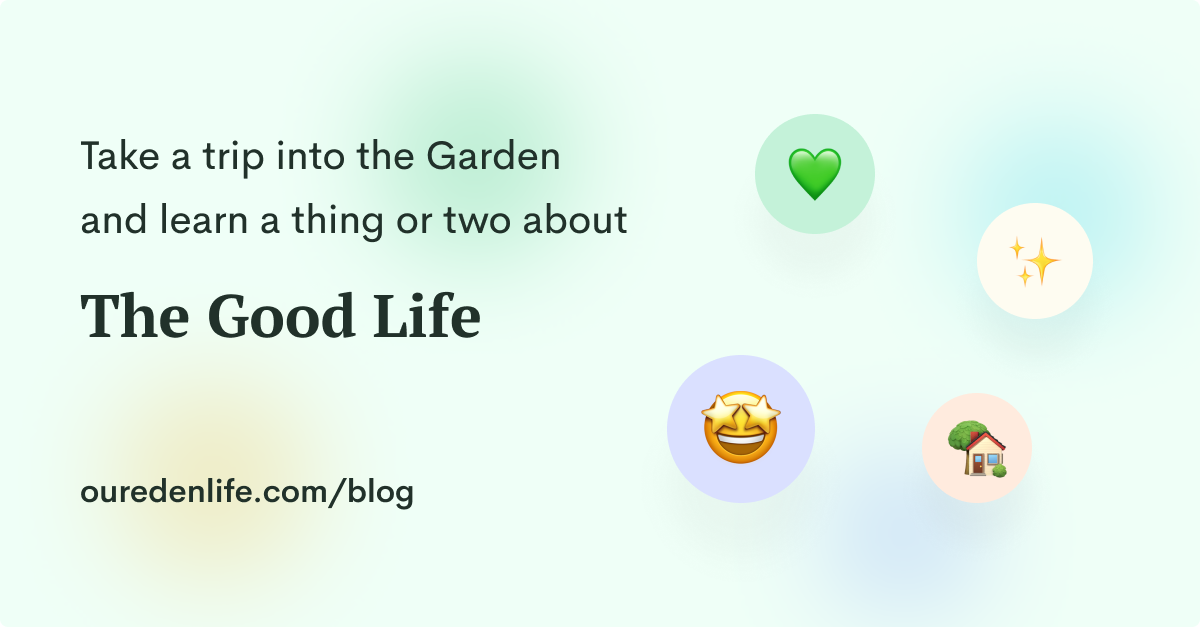 Take a trip into the Garden
and learn a thing or two about
The Good Life
ouredenlife.com/blog